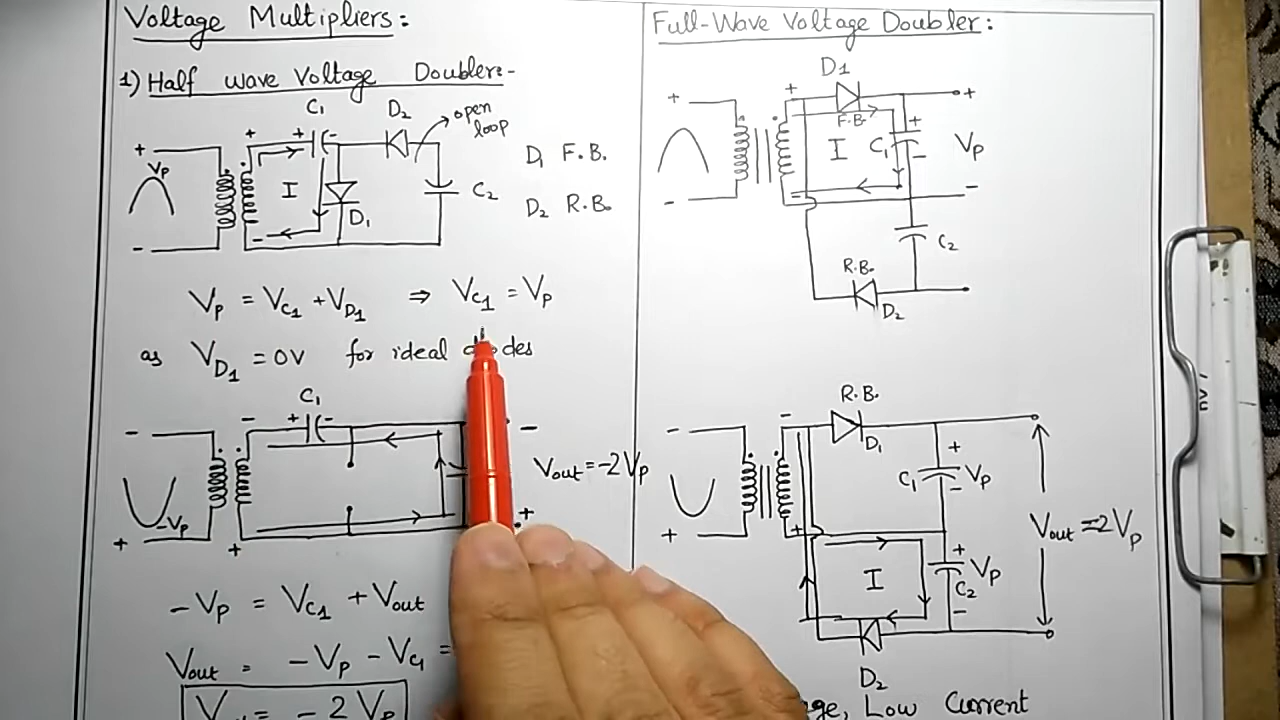 Voltage Multipliers:
1) Half wave Voltage Doubler:-
C1
D2
open
loop
+
+
+
-
Vp
I
D1
C2
-
-
D1 F.B.
D2 R.B.
Vp = VC1 + VD1 ⇒ VC1 = Vp
as VD1 = 0V for ideal
C1
-
-
+
-
-
-Vp
Vout = -2Vp
+
+
+
-Vp = VC1 + Vout
Vout = -Vp - VC1 =
= -2Vp
Full-Wave Voltage Doubler:
D1
+
+
+
F.B.
I
C1
+
-
Vp
-
-
-
C2
R.B.
D2
R.B.
-
-
D1
+
C1
-
Vp
+
+
Vout = 2Vp
I
+
C2
Vp
-
D2
Low Current